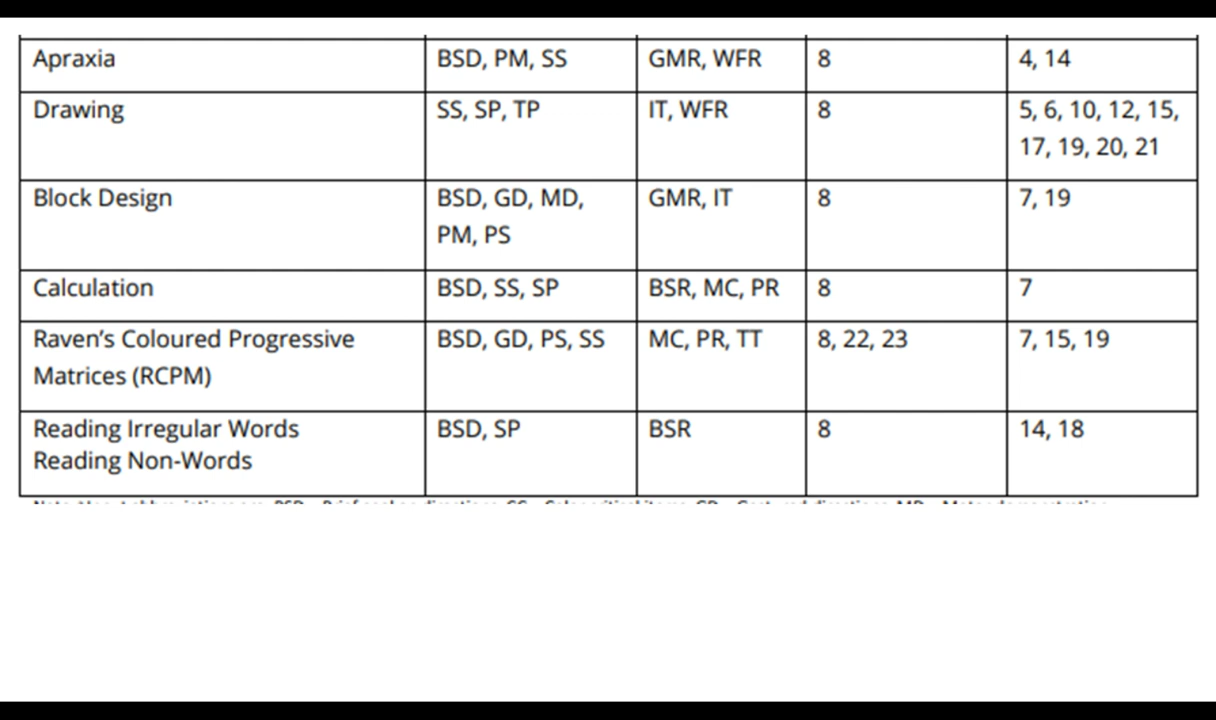 Apraxia BSD, PM, SS GMR, WFR 8 4, 14
Drawing SS, SP, TP IT, WFR 8 5, 6, 10, 12, 15,
17, 19, 20, 21
Block Design BSD, GD, MD, GMR, IT 8 7, 19
PM, PS
Calculation BSD, SS, SP BSR, MC, PR 8 7
Raven’s Coloured Progressive BSD, GD, PS, SS MC, PR, TT 8, 22, 23 7, 15, 19
Matrices (RCPM)
Reading Irregular Words BSD, SP BSR 8 14, 18
Reading Non-Words